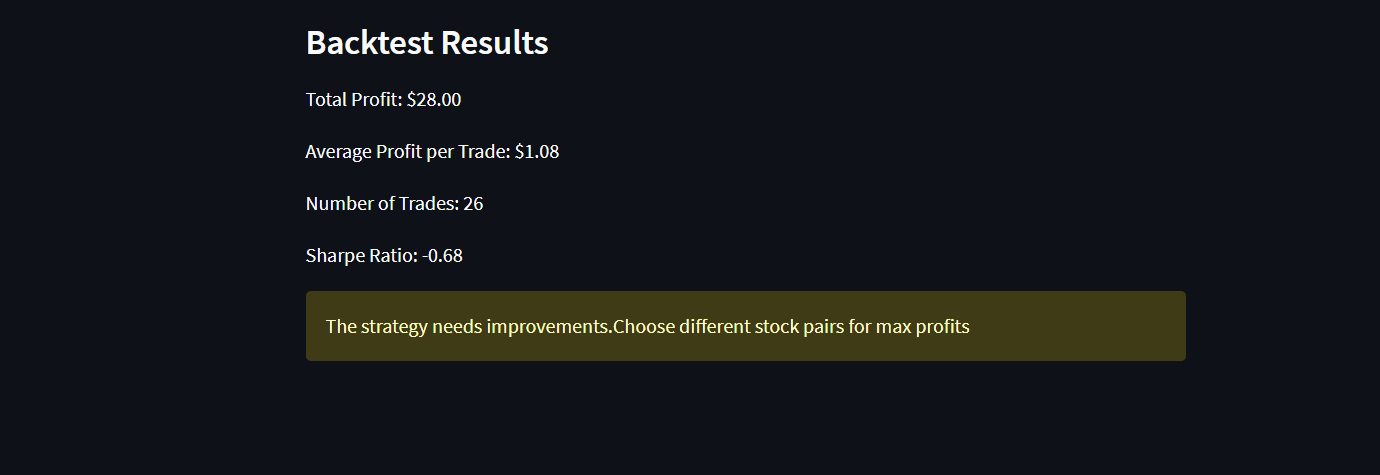 Backtest Results
Total Profit: $28.00
Average Profit per Trade: $1.08
Number of Trades: 26
Sharpe Ratio: -0.68
The strategy needs improvements.Choose different stock pairs for max profits